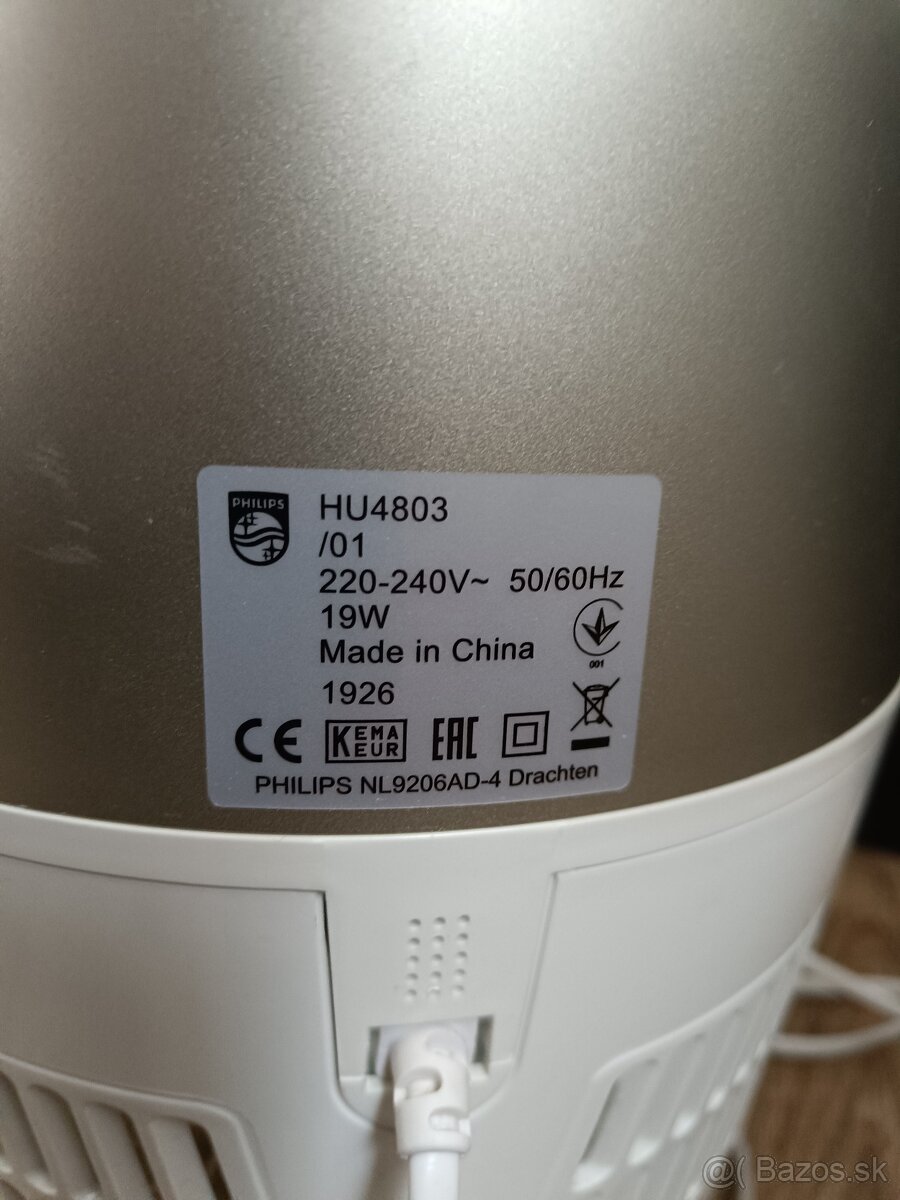 PHILIPS
HU4803
/01
220-240V~ 50/60Hz
19W
Made in China
001
1926
CE KEMA EUR EAC
PHILIPS NL9206AD-4 Drachten
@( Bazos.sk